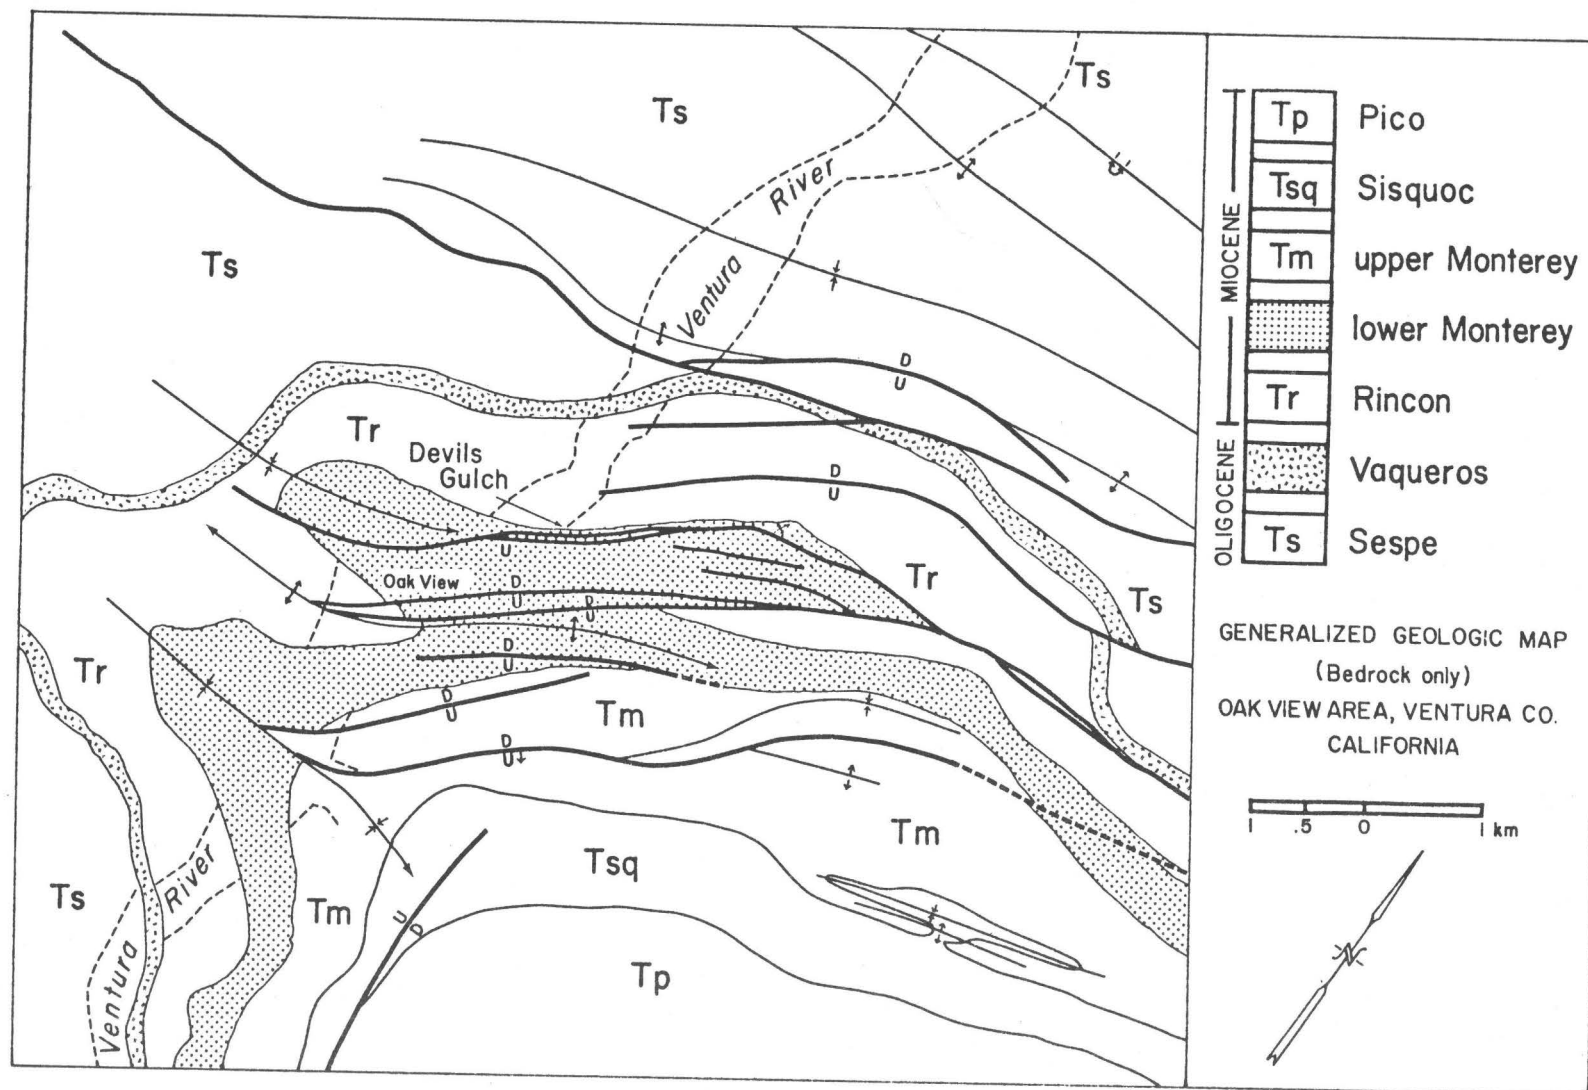 Ts
Ts
River
Ventura
Ts
D
U
Tr
Devils
Gulch
D
U
U
Oak View
D
U
D
U
Tr
Ts
D
U
D
U
Tr
Tm
D
U
Tm
Tsq
Ts
River
Ventura
Tm
U
D
Tp
MIOCENE
OLIGOCENE
Tp Pico
Tsq Sisquoc
Tm upper Monterey
lower Monterey
Tr Rincon
Vaqueros
Ts Sespe
GENERALIZED GEOLOGIC MAP
(Bedrock only)
OAK VIEW AREA, VENTURA CO.
CALIFORNIA
1 .5 0 1 km
N